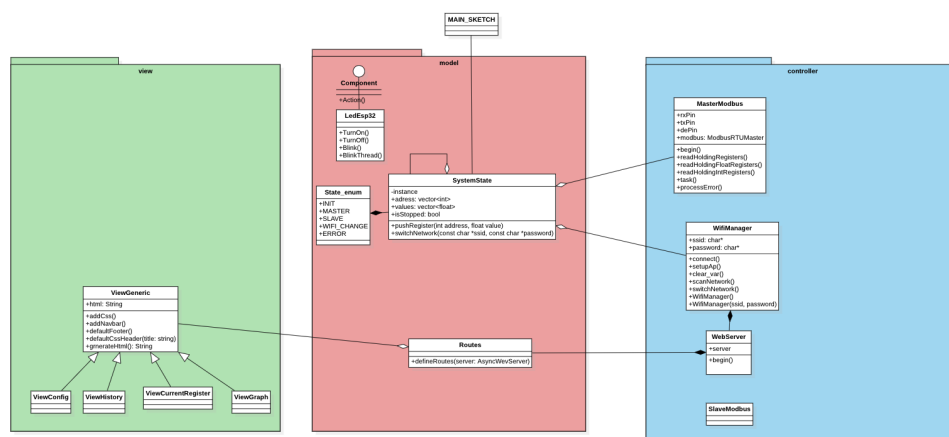 MAIN_SKETCH
view
model
controller
Component
+Action()
LedEsp32
+TurnOn()
+TurnOff()
+Blink()
+BlinkThread()
State_enum
+INIT
+MASTER
+SLAVE
+WIFI_CHANGE
+ERROR
SystemState
-instance
+adress: vector<int>
+values: vector<float>
+isStopped: bool
+pushRegister(int address, float value)
+switchNetwork(const char *ssid, const char *password)
MasterModbus
+rxPin
+txPin
+dePin
+modbus: ModbusRTUMaster
+begin()
+readHoldingRegisters()
+readHoldingFloatRegisters()
+readHoldingIntRegisters()
+task()
+processError()
WifiManager
+ssid: char*
+password: char*
+connect()
+setupAp()
+clear_var()
+scanNetwork()
+switchNetwork()
+WifiManager()
+WifiManager(ssid, password)
ViewGeneric
+html: String
+addCss()
+addNavbar()
+defaultFooter()
+defaultCssHeader(title: string)
+gmerateHtml(): String
Routes
+defineRoutes(server: AsyncWevServer)
WebServer
+server
+begin()
ViewConfig
ViewHistory
ViewCurrentRegister
ViewGraph
SlaveModbus